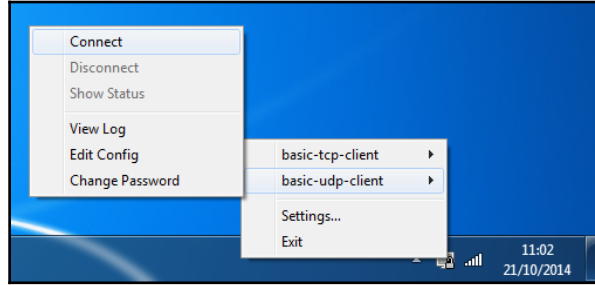 Connect
Disconnect
Show Status
View Log
Edit Config
Change Password
basic-tcp-client
basic-udp-client
Settings...
Exit
11:02
21/10/2014